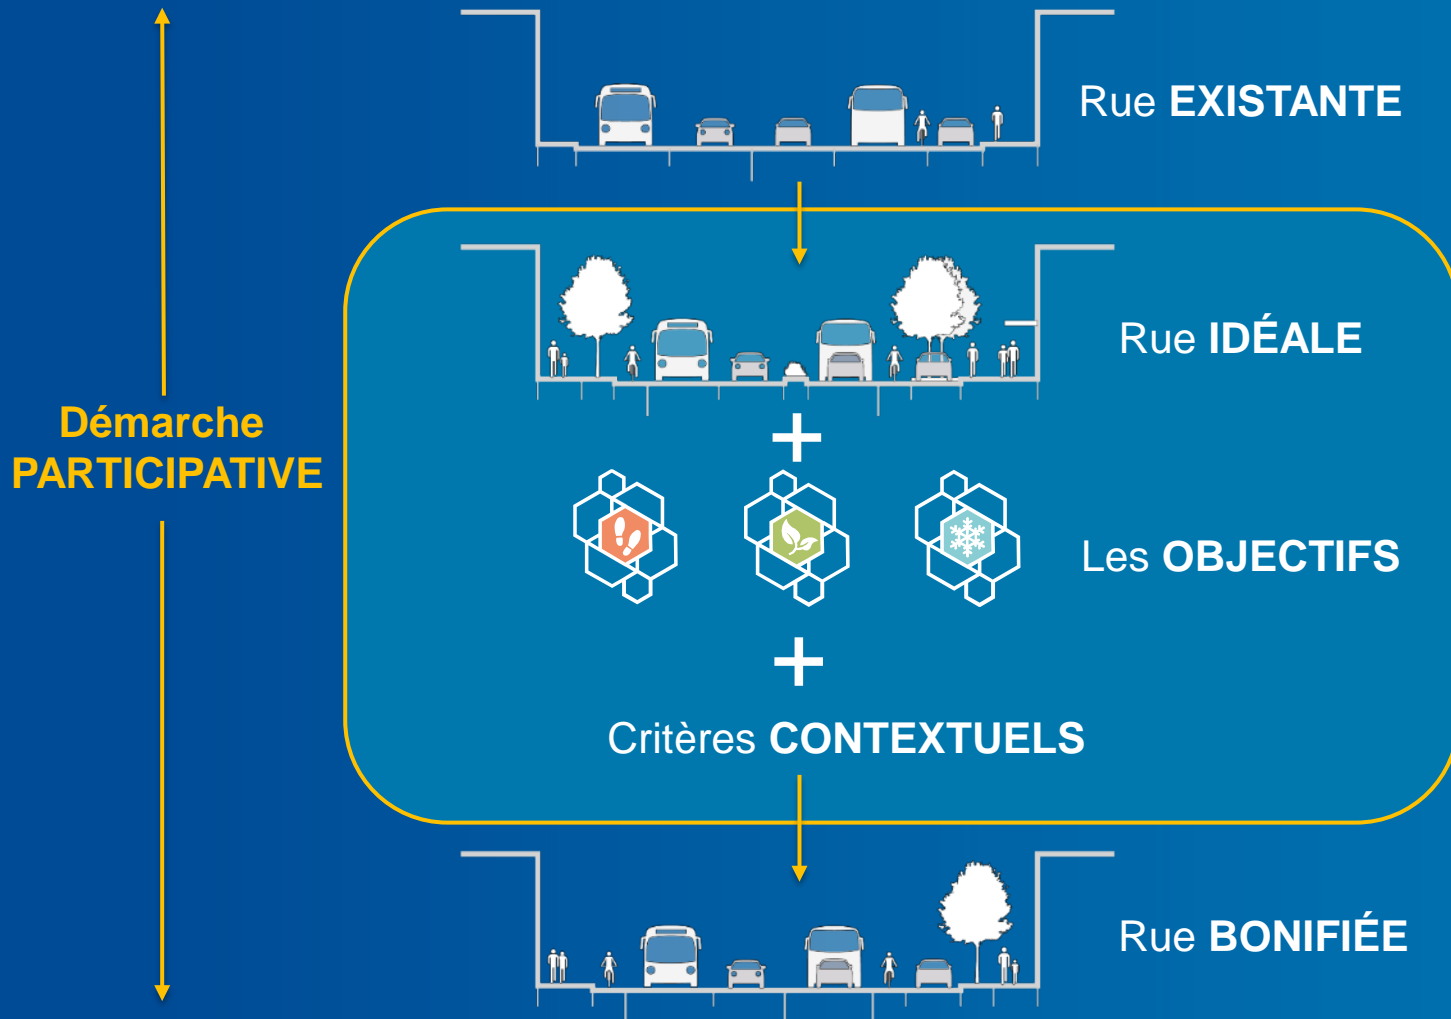 Rue EXISTANTE
Rue IDÉALE
Démarche
PARTICIPATIVE
Les OBJECTIFS
Critères CONTEXTUELS
Rue BONIFIÉE